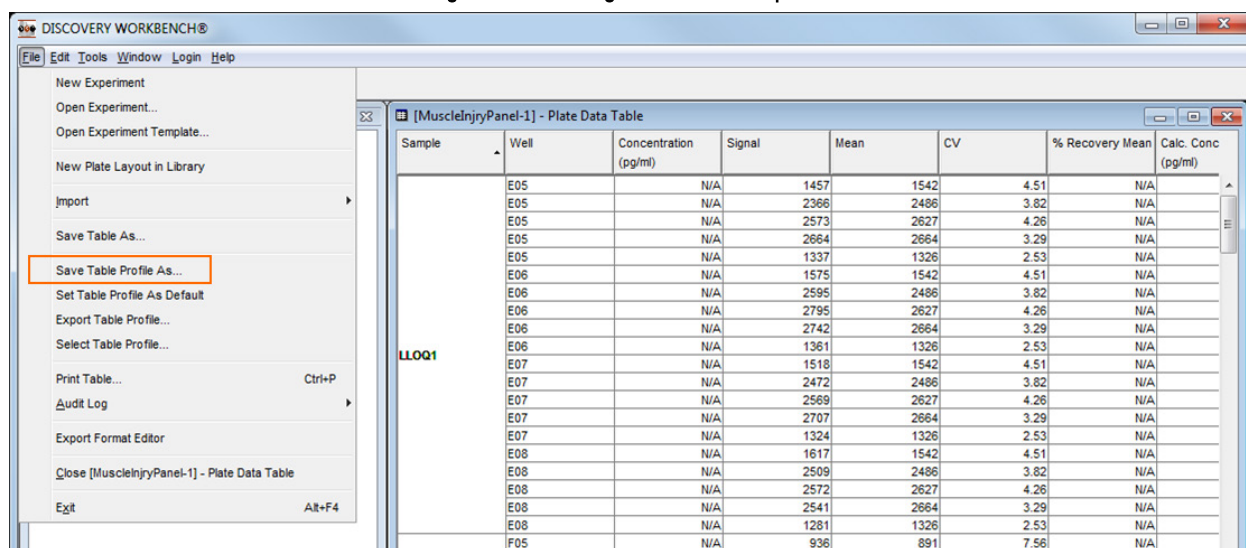 DISCOVERY WORKBENCH®
File Edit Tools Window Login Help
New Experiment
Open Experiment...
Open Experiment Template...
New Plate Layout in Library
Import
Save Table As...
Save Table Profile As...
Set Table Profile As Default
Export Table Profile...
Select Table Profile...
Print Table... Ctrl+P
Audit Log
Export Format Editor
Close [MuscleInjryPanel-1] - Plate Data Table
Exit Alt+F4
[MuscleInjryPanel-1] - Plate Data Table
Sample Well Concentration Signal Mean CV % Recovery Mean Calc. Conc
(pg/ml) (pg/ml)
LLOQ1
E05 N/A 1457 1542 4.51 N/A
E05 N/A 2366 2486 3.82 N/A
E05 N/A 2573 2627 4.26 N/A
E05 N/A 2664 2664 3.29 N/A
E05 N/A 1337 1326 2.53 N/A
E06 N/A 1575 1542 4.51 N/A
E06 N/A 2595 2486 3.82 N/A
E06 N/A 2795 2627 4.26 N/A
E06 N/A 2742 2664 3.29 N/A
E06 N/A 1361 1326 2.53 N/A
E07 N/A 1518 1542 4.51 N/A
E07 N/A 2472 2486 3.82 N/A
E07 N/A 2569 2627 4.26 N/A
E07 N/A 2707 2664 3.29 N/A
E07 N/A 1324 1326 2.53 N/A
E08 N/A 1617 1542 4.51 N/A
E08 N/A 2509 2486 3.82 N/A
E08 N/A 2572 2627 4.26 N/A
E08 N/A 2541 2664 3.29 N/A
E08 N/A 1281 1326 2.53 N/A
F05 N/A 936 891 7.56 N/A